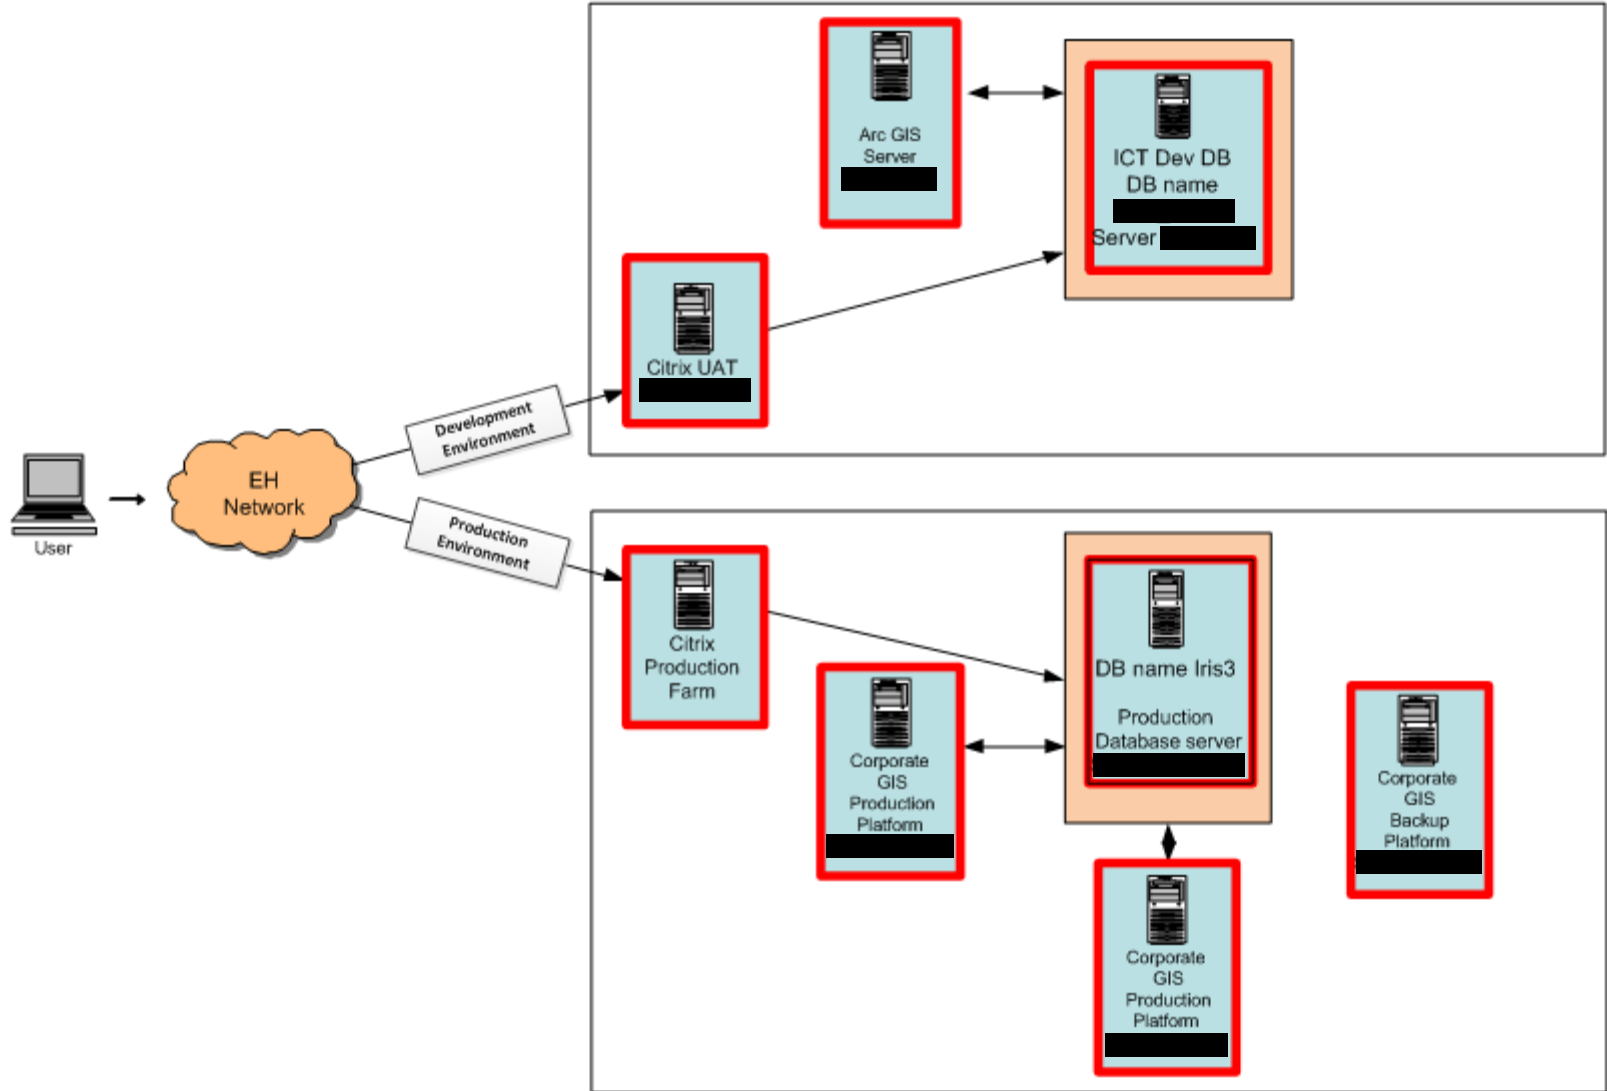 Arc GIS
Server
ICT Dev DB
DB name
Server
Citrix UAT
Development
Environment
EH
Network
User
Production
Environment
Citrix
Production
Farm
DB name Iris3
Production
Database server
Corporate
GIS
Production
Platform
Corporate
GIS
Backup
Platform
Corporate
GIS
Production
Platform